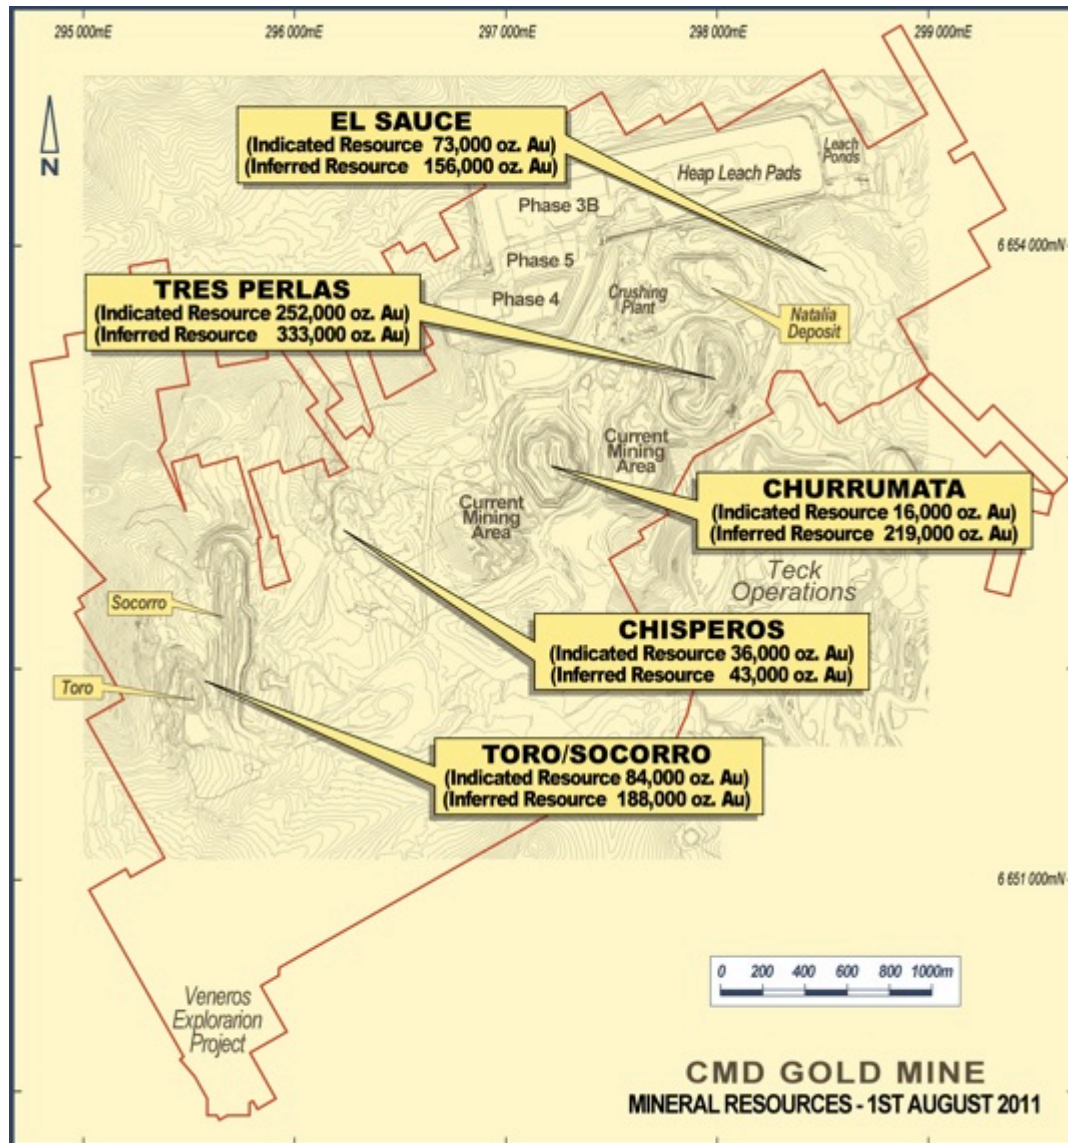 295 000mE
296 000mE
297 000mE
298 000mE
299 000mE
N
EL SAUCE
(Indicated Resource 73,000 oz. Au)
(Inferred Resource 156,000 oz. Au)
Leach
Ponds
Heap Leach Pads
Phase 3B
6 654 000mN
Phase 5
TRES PERLAS
(Indicated Resource 252,000 oz. Au)
(Inferred Resource 333,000 oz. Au)
Phase 4
Crushing
Plant
Natalia
Deposit
Current
Mining
Area
CHURRUMATA
(Indicated Resource 16,000 oz. Au)
(Inferred Resource 219,000 oz. Au)
Current
Mining
Area
Teck
Operations
Socorro
CHISPEROS
(Indicated Resource 36,000 oz. Au)
(Inferred Resource 43,000 oz. Au)
Toro
TORO/SOCORRO
(Indicated Resource 84,000 oz. Au)
(Inferred Resource 188,000 oz. Au)
6 651 000mN
0 200 400 600 800 1000m
Veneros
Explorarion
Project
CMD GOLD MINE
MINERAL RESOURCES - 1ST AUGUST 2011